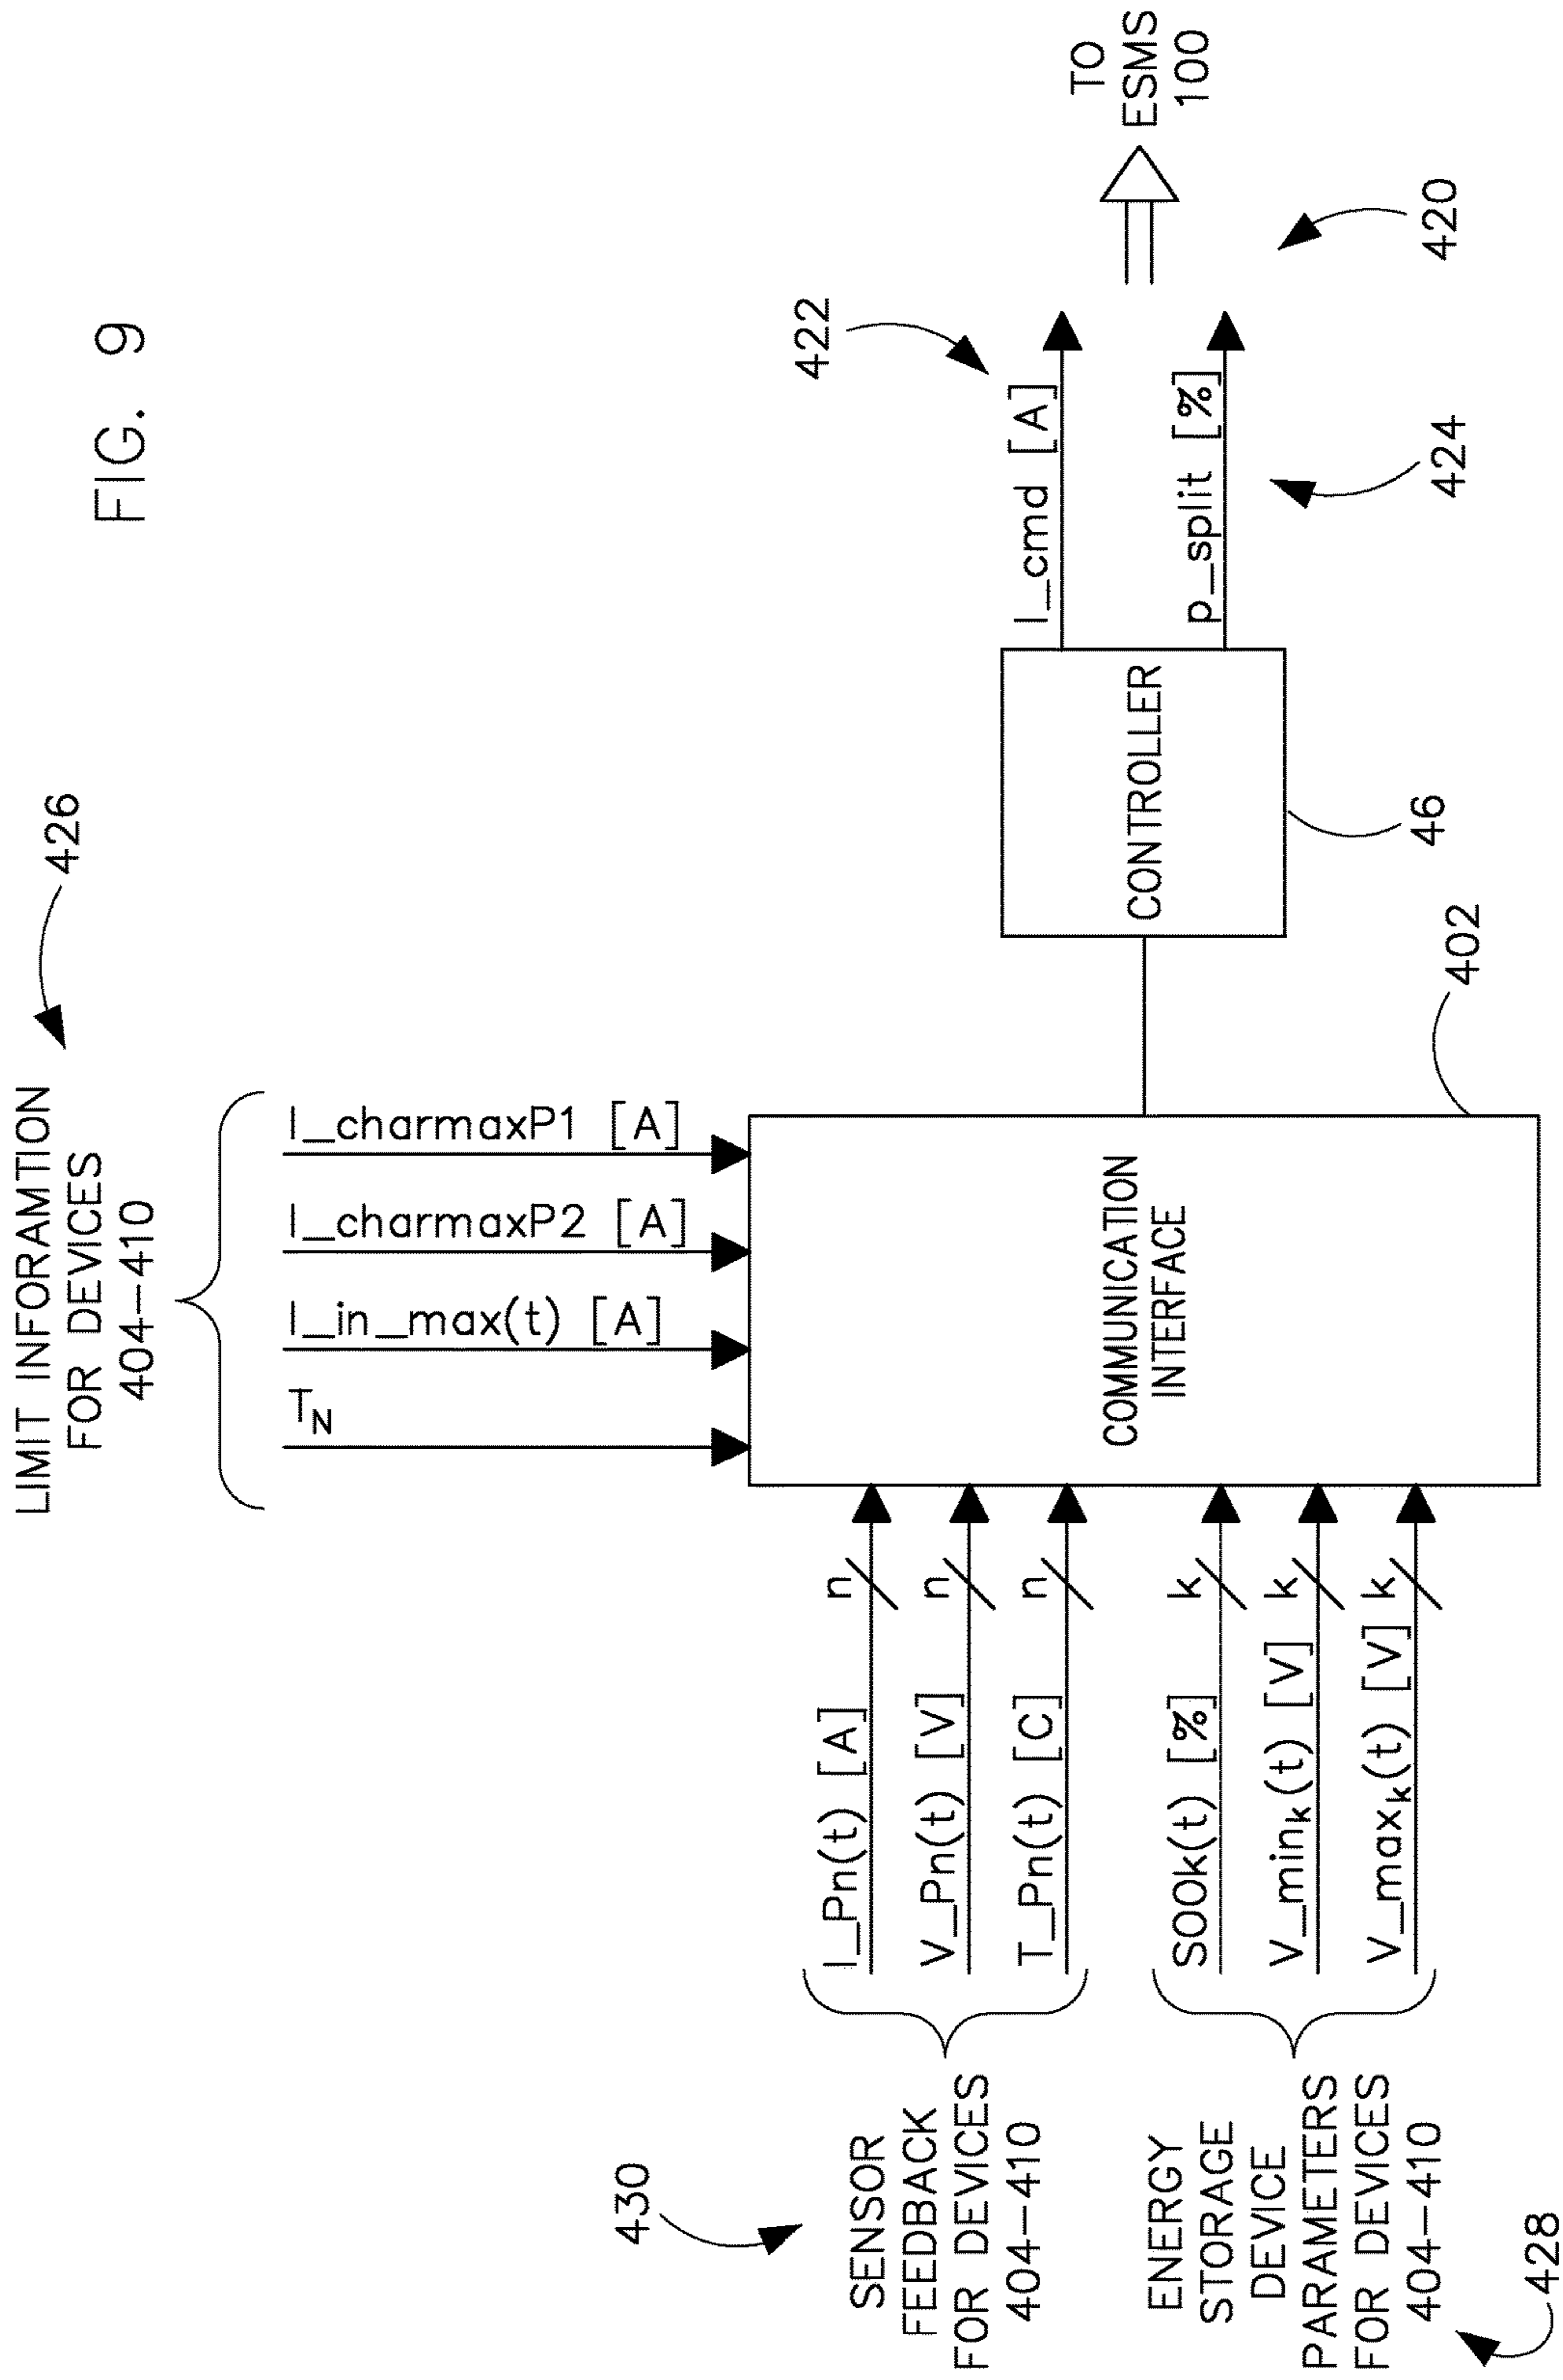 FIG. 9
LIMIT INFORAMTION
FOR DEVICES
404-410
426
T_N
I_in_max(t) [A]
I_charmaxP2 [A]
I_charmaxP1 [A]
430
SENSOR
FEEDBACK
FOR DEVICES
404-410
I_Pn(t) [A] n
V_Pn(t) [V] n
T_Pn(t) [C] n
ENERGY
STORAGE
DEVICE
PARAMETERS
FOR DEVICES
404-410
428
SOOk(t) [%] k
V_min_k(t) [V] k
V_max_k(t) [V] k
COMMUNICATION
INTERFACE
402
CONTROLLER
46
422
I_cmd [A]
p_split [%]
424
420
TO
ESMS
100